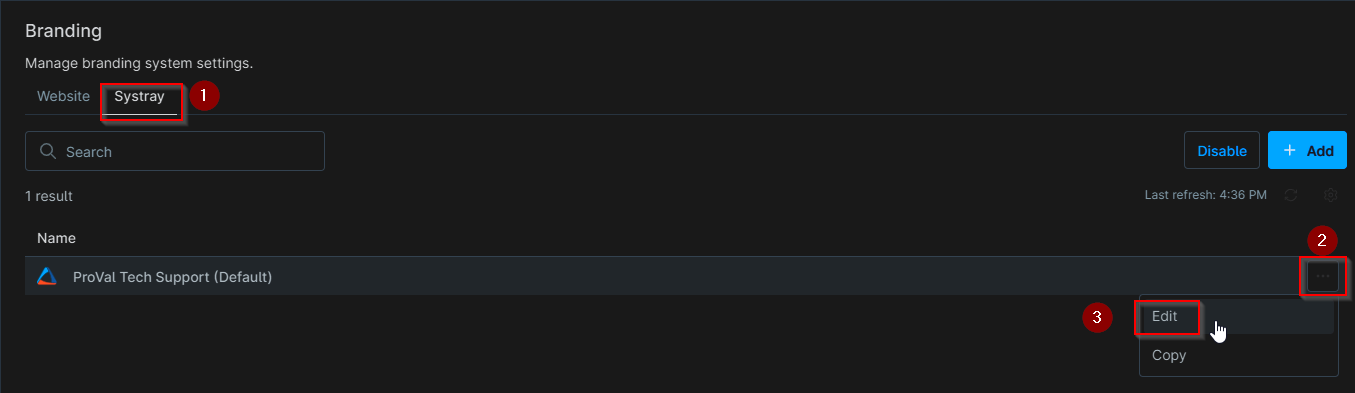 Branding
Manage branding system settings.
Website Systray 1
Search Disable + Add
1 result Last refresh: 4:36 PM
Name 2
ProVal Tech Support (Default) ...
3 Edit
Copy